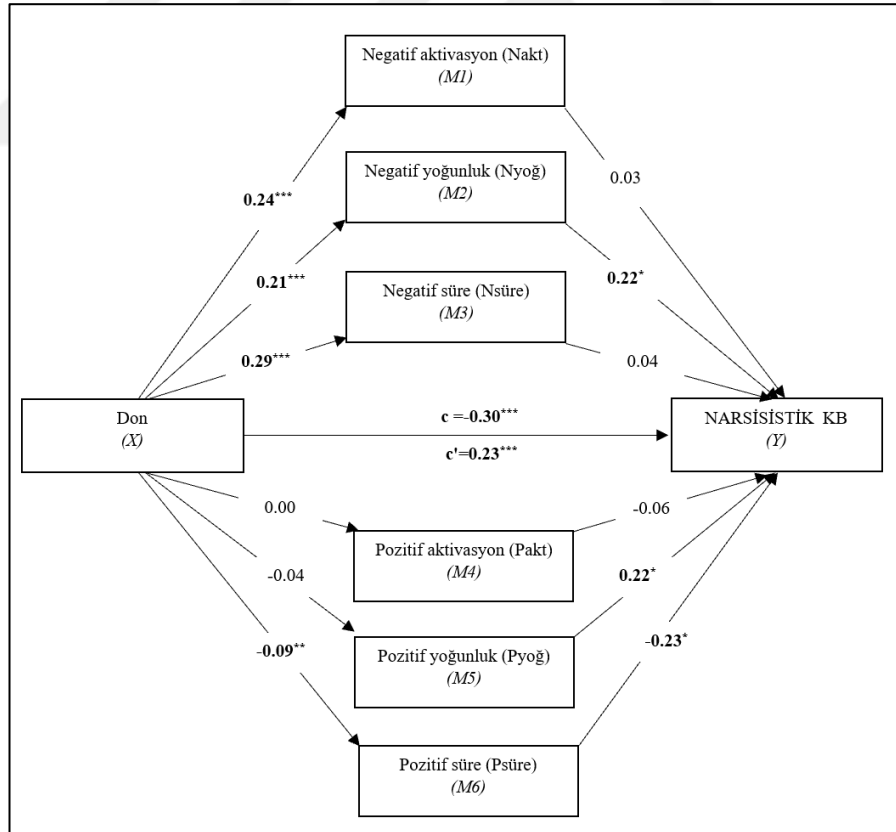 Negatif aktivasyon (Nakt)
(M1)
Negatif yoğunluk (Nyoğ)
(M2)
0.03
0.24***
0.21***
0.22*
Negatif süre (Nsüre)
(M3)
0.29***
0.04
Don
(X)
c =-0.30***
c'=0.23***
NARSİSİSTİK KB
(Y)
0.00
-0.06
Pozitif aktivasyon (Pakt)
(M4)
-0.04
0.22*
-0.09**
-0.23*
Pozitif yoğunluk (Pyoğ)
(M5)
Pozitif süre (Psüre)
(M6)